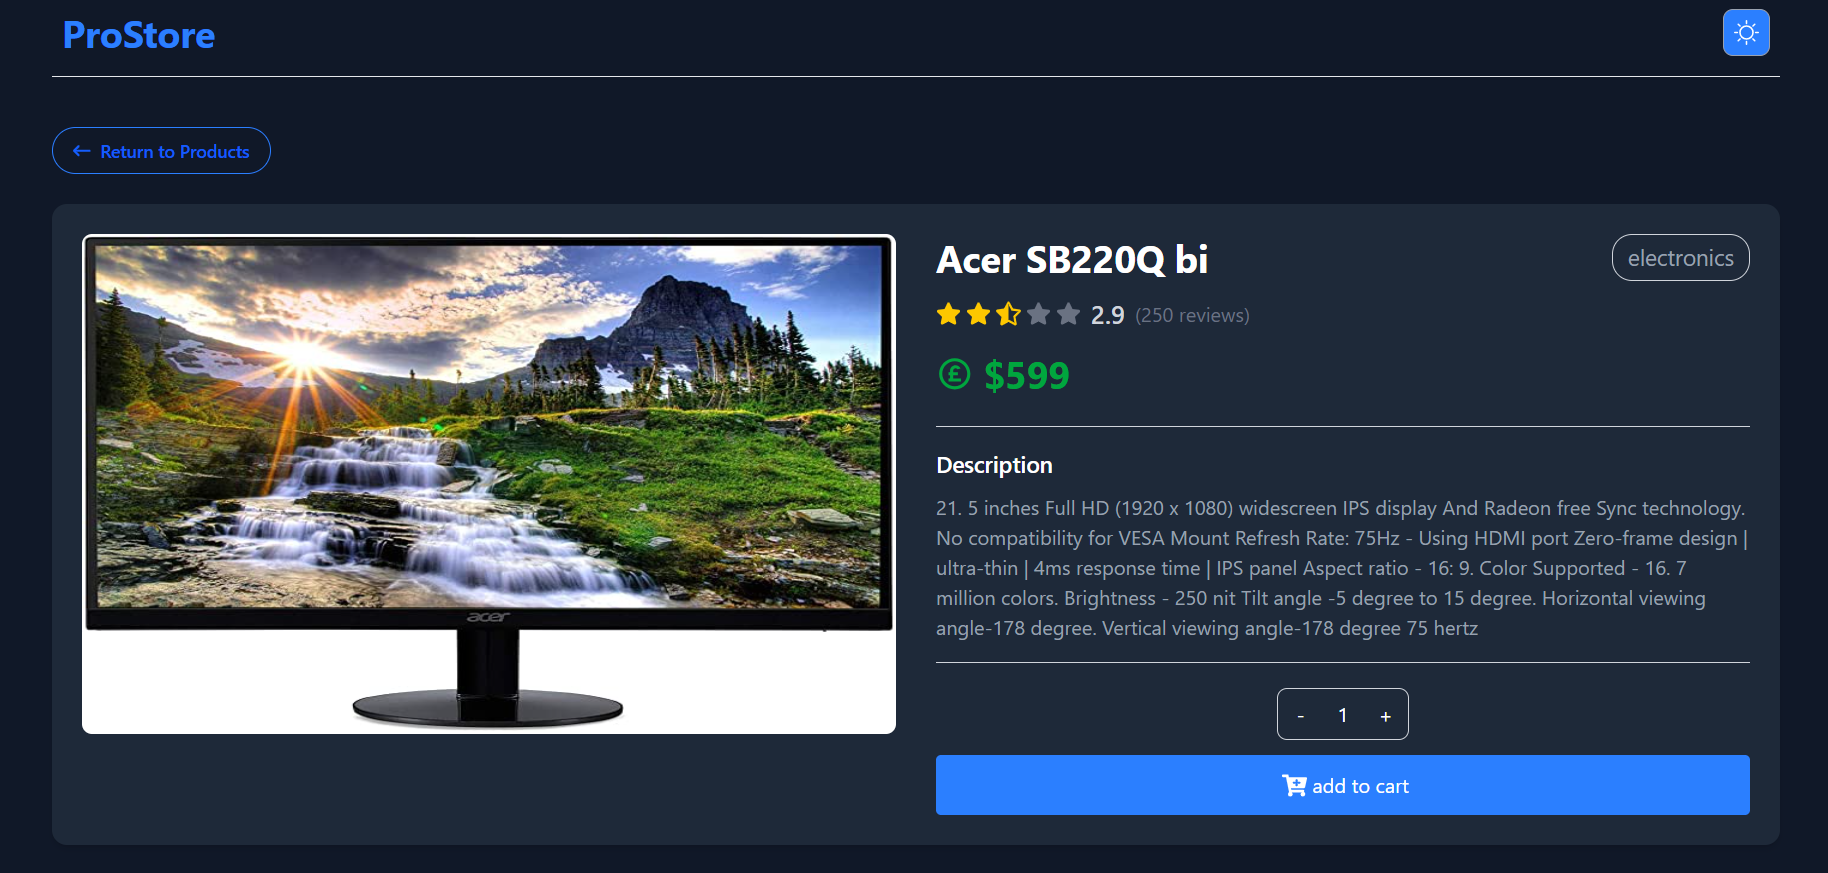 ProStore
← Return to Products
Acer SB220Q bi
electronics
2.9 (250 reviews)
£ $599
Description
21. 5 inches Full HD (1920 x 1080) widescreen IPS display And Radeon free Sync technology.
No compatibility for VESA Mount Refresh Rate: 75Hz - Using HDMI port Zero-frame design |
ultra-thin | 4ms response time | IPS panel Aspect ratio - 16: 9. Color Supported - 16. 7
million colors. Brightness - 250 nit Tilt angle -5 degree to 15 degree. Horizontal viewing
angle-178 degree. Vertical viewing angle-178 degree 75 hertz
acer
- 1 +
add to cart